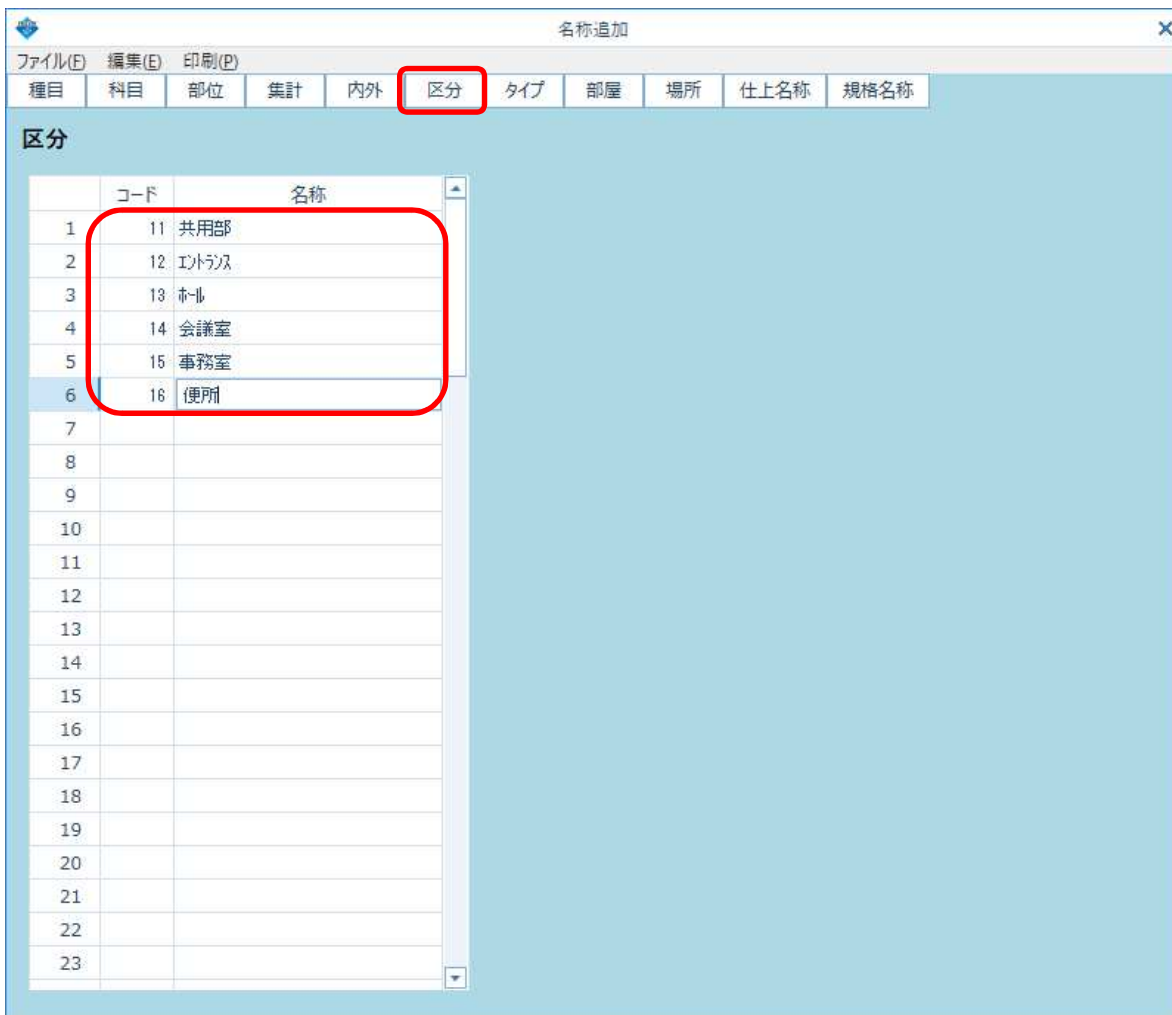 名称追加
ファイル(F) 編集(E) 印刷(P)
種目 科目 部位 集計 内外 区分 タイプ 部屋 場所 仕上名称 規格名称
区分
コード 名称
1 11 共用部
2 12 ｴﾝﾄﾗﾝｽ
3 13 ﾎｰﾙ
4 14 会議室
5 15 事務室
6 16 便所
7
8
9
10
11
12
13
14
15
16
17
18
19
20
21
22
23